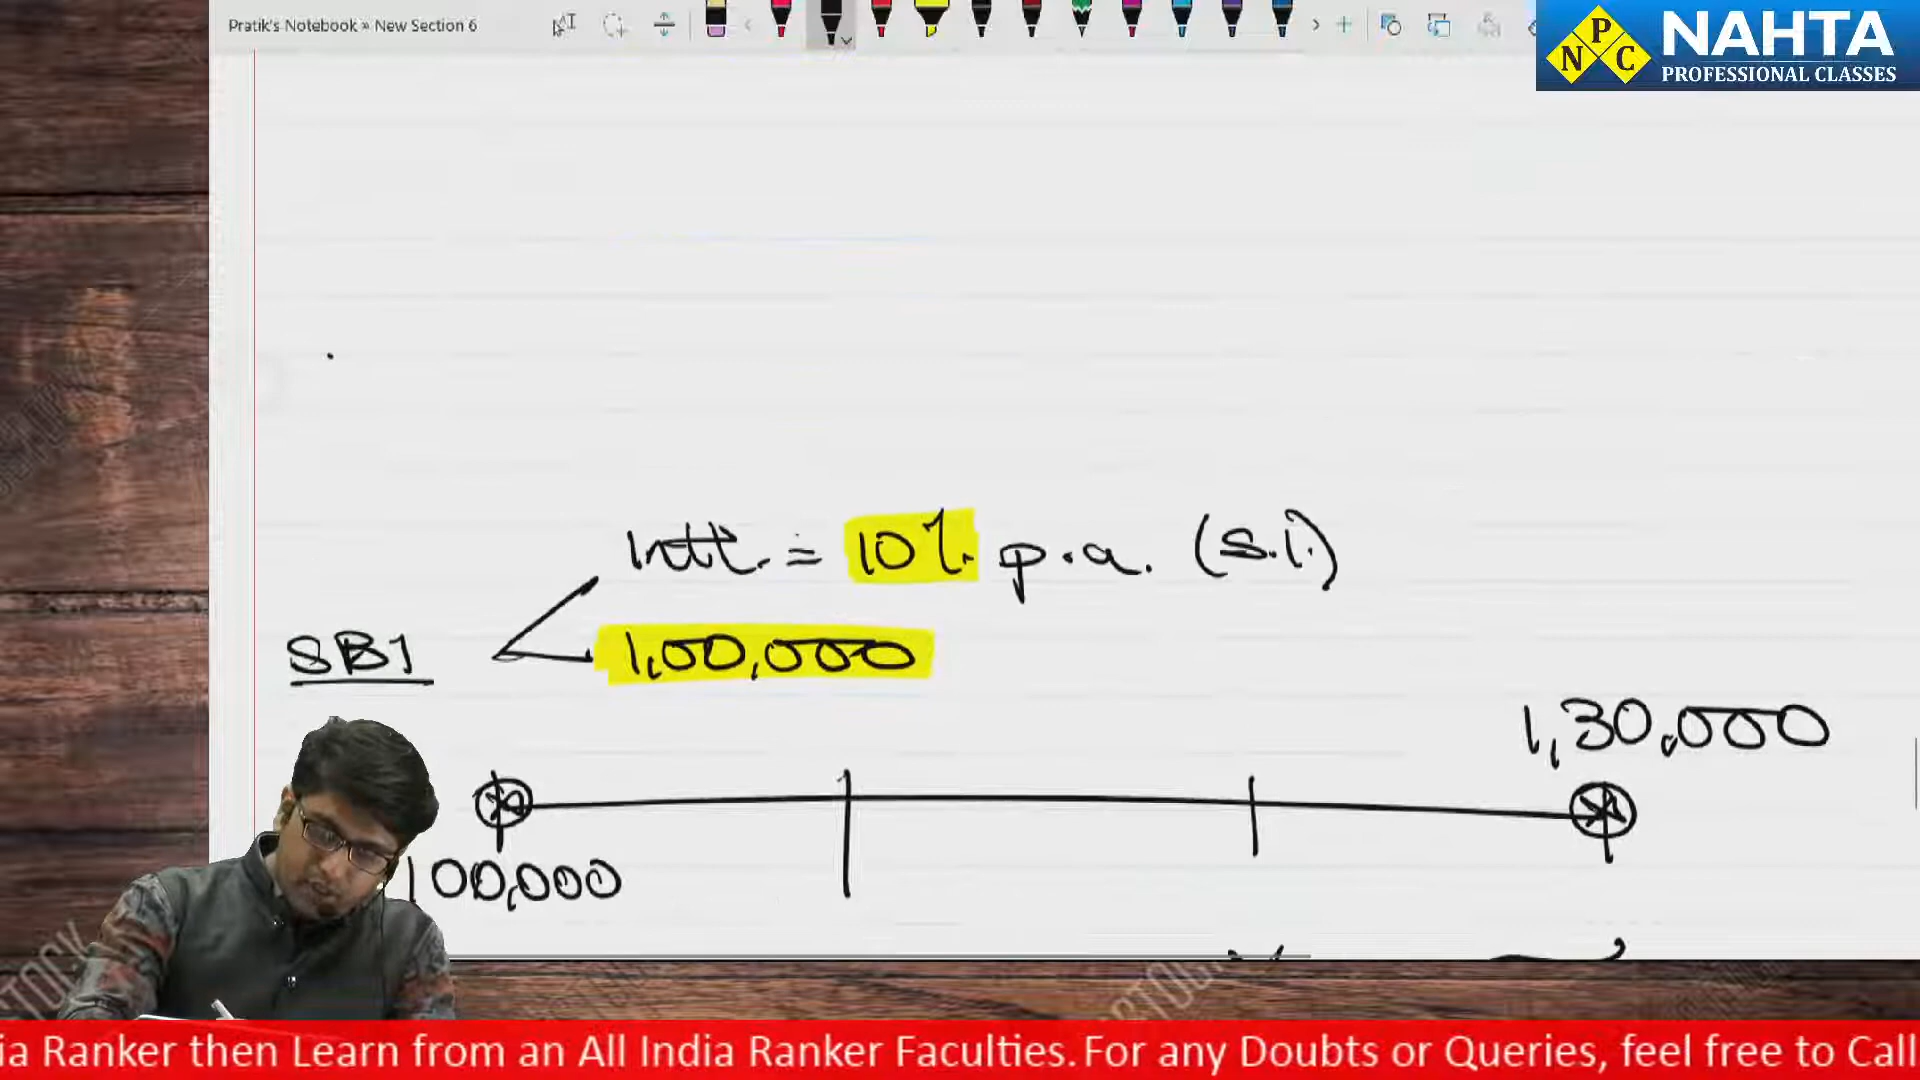 Pratik's Notebook » New Section 6
N P C
NAHTA
PROFESSIONAL CLASSES
Intt. = 10% p.a. (S.I.)
SBI
1,00,000
1,30,000
100,000
ia Ranker then Learn from an All India Ranker Faculties. For any Doubts or Queries, feel free to Call